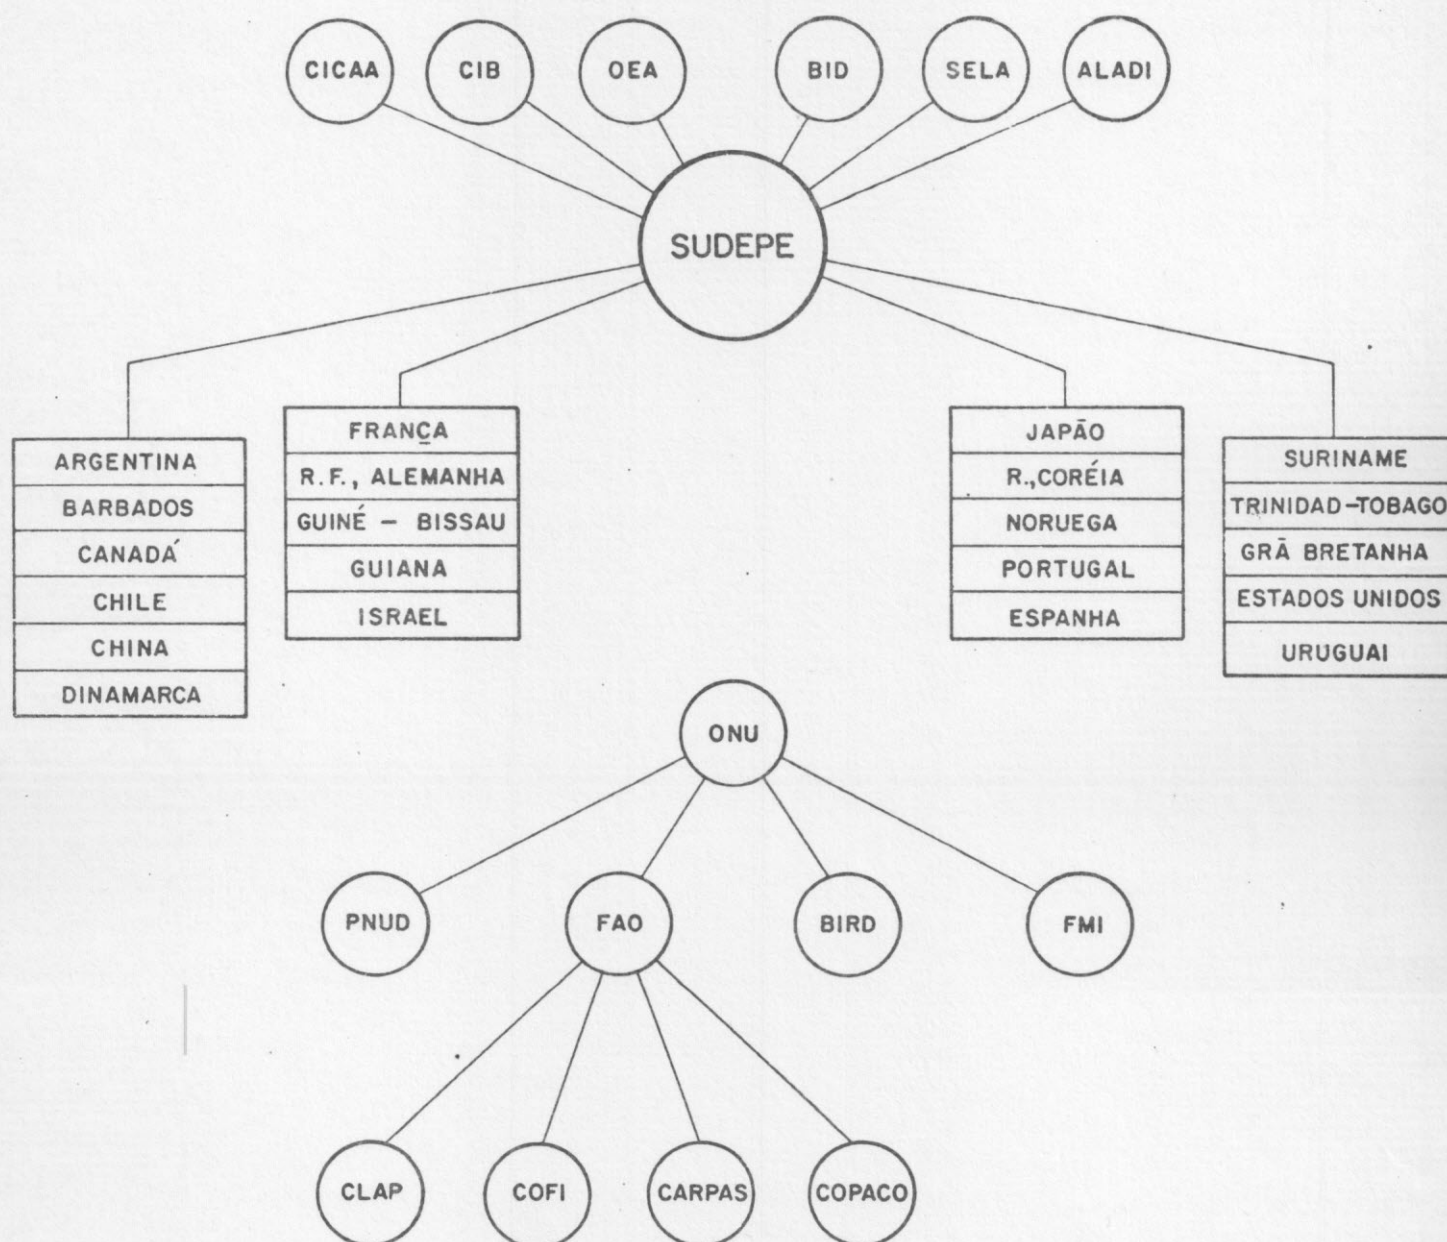 CICAA
CIB
OEA
BID
SELA
ALADI
SUDEPE
ARGENTINA
BARBADOS
CANADÁ
CHILE
CHINA
DINAMARCA
FRANÇA
R.F., ALEMANHA
GUINÉ – BISSAU
GUIANA
ISRAEL
JAPÃO
R.,CORÉIA
NORUEGA
PORTUGAL
ESPANHA
SURINAME
TRINIDAD–TOBAGO
GRÃ BRETANHA
ESTADOS UNIDOS
URUGUAI
ONU
PNUD
FAO
BIRD
FMI
CLAP
COFI
CARPAS
COPACO